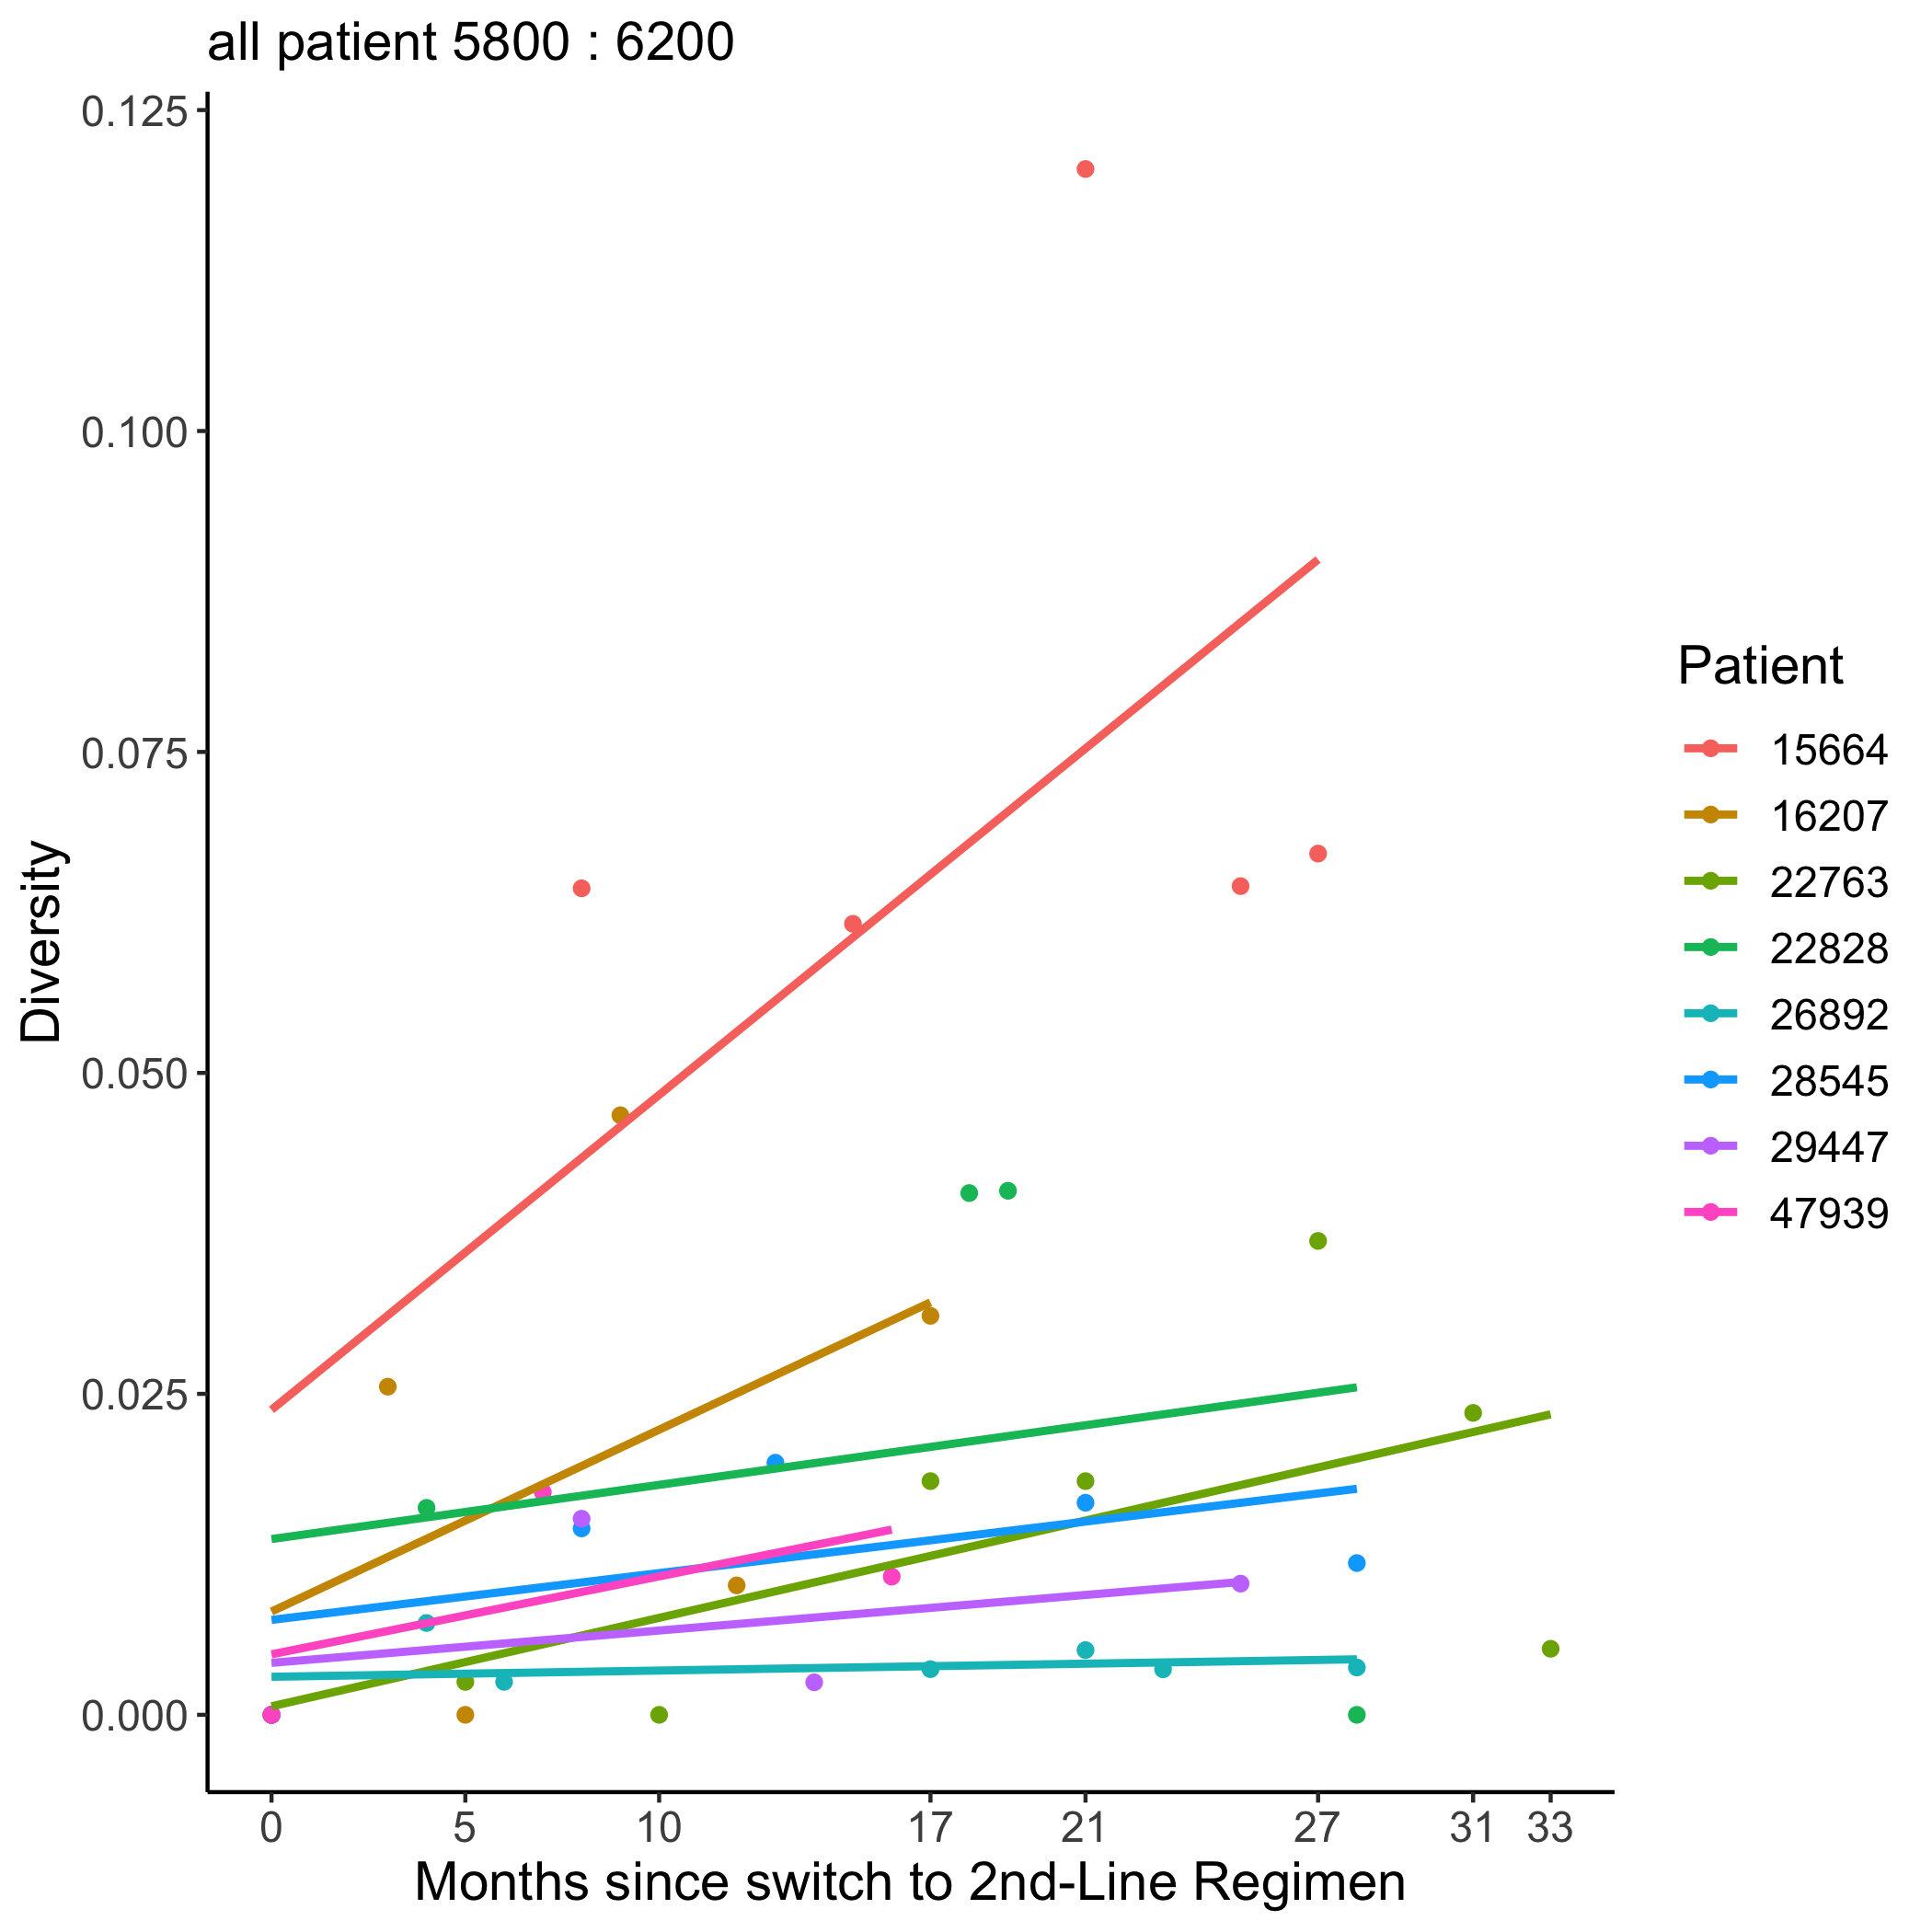 all patient 5800 : 6200
0.125
0.100
0.075
0.050
0.025
0.000
Diversity
0 5 10 17 21 27 31 33
Months since switch to 2nd-Line Regimen
Patient
15664
16207
22763
22828
26892
28545
29447
47939